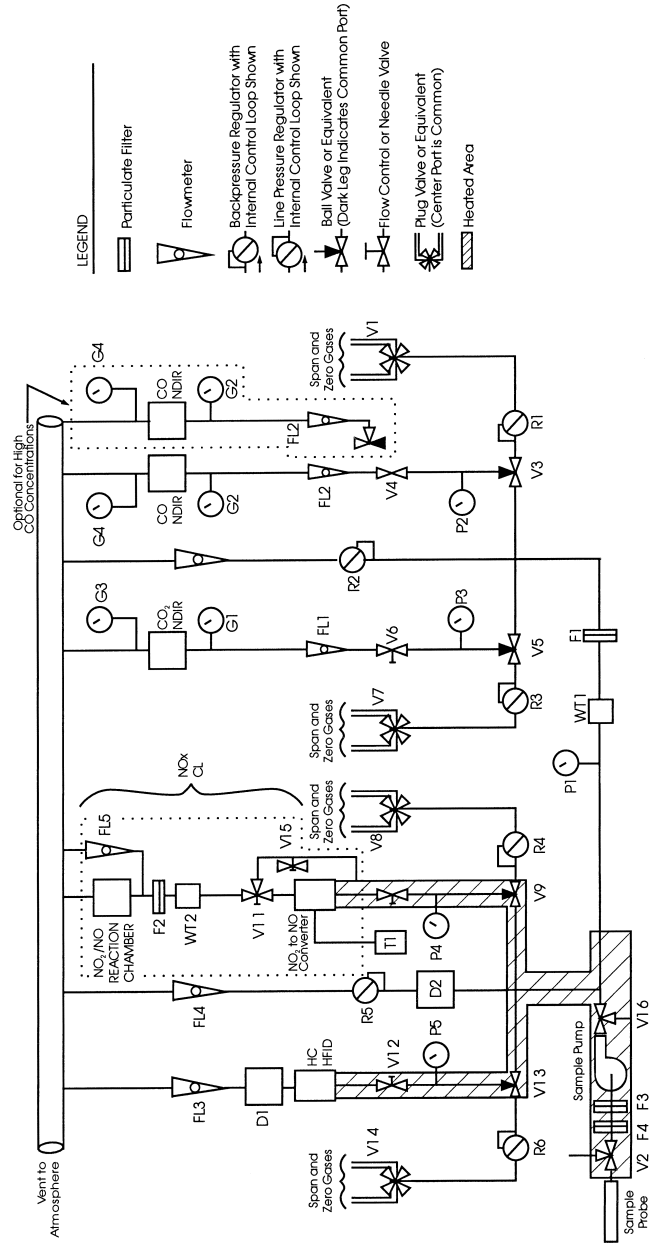 LEGEND
Particulate Filter
Flowmeter
Backpressure Regulator with
Internal Control Loop Shown
Line Pressure Regulator with
Internal Control Loop Shown
Ball Valve or Equivalent
(Dark Leg Indicates Common Port)
Flow Control or Needle Valve
Plug Valve or Equivalent
(Center Port is Common)
Heated Area
Vent to
Atmosphere
Optional for High
CO Concentrations
G4
CO
NDIR
G2
FL2
Span and
Zero Gases
V1
R1
G4
CO
NDIR
G2
FL2
V4
P2
V3
R2
G3
CO₂
NDIR
G1
FL1
V6
P3
V5
R3
Span and
Zero Gases
V7
F1
WT1
P1
NOx
CL
FL5
NO₂/NO
REACTION
CHAMBER
F2
WT2
V11
V15
NO₂ to NO
Converter
T1
P4
Span and
Zero Gases
V8
R4
V9
FL4
R5
D2
FL3
D1
HC
HFID
V12
P5
V13
Span and
Zero Gases
V14
R6
Sample Pump
V16
F3
F4
V2
Sample
Probe